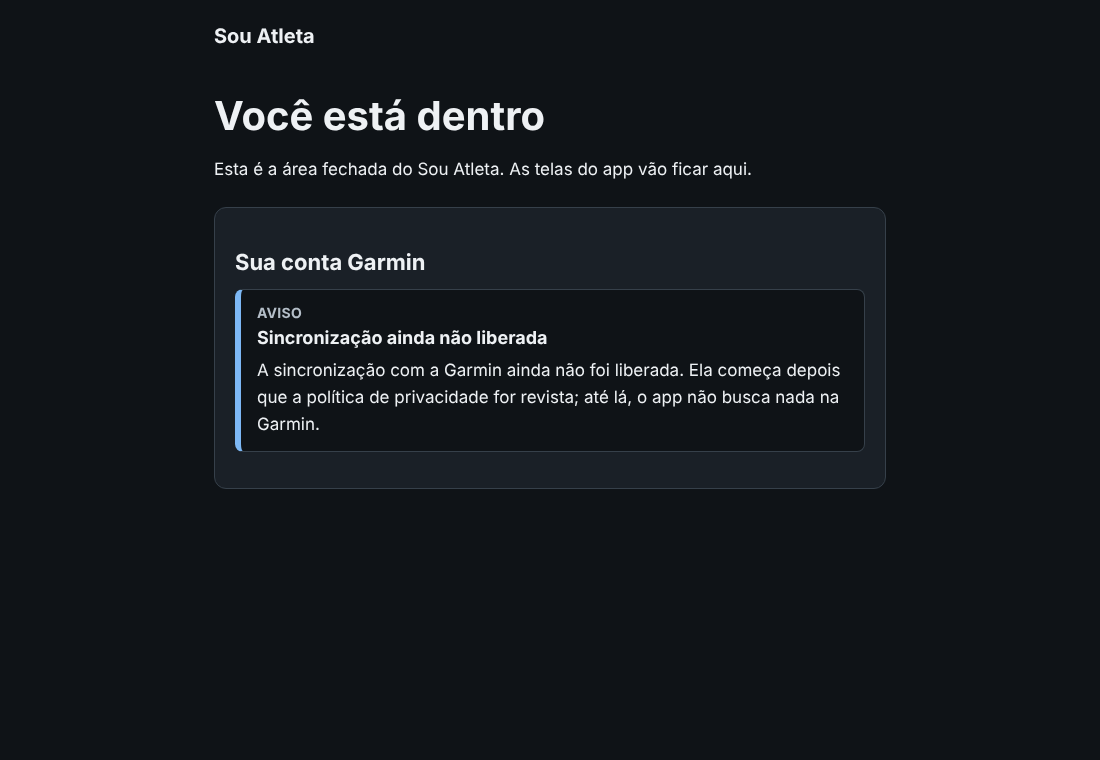 Sou Atleta
Você está dentro
Esta é a área fechada do Sou Atleta. As telas do app vão ficar aqui.
Sua conta Garmin
AVISO
Sincronização ainda não liberada
A sincronização com a Garmin ainda não foi liberada. Ela começa depois
que a política de privacidade for revista; até lá, o app não busca nada na
Garmin.